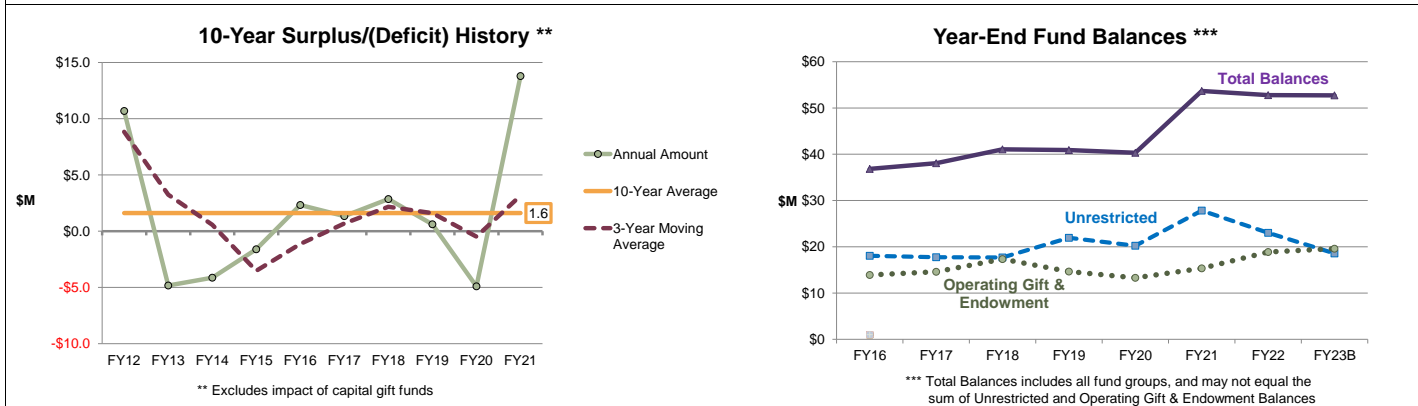 10-Year Surplus/(Deficit) History **
$15.0
$10.0
$5.0
$M
$0.0
-$5.0
-$10.0
FY12 FY13 FY14 FY15 FY16 FY17 FY18 FY19 FY20 FY21
1.6
Annual Amount
10-Year Average
3-Year Moving
Average
** Excludes impact of capital gift funds
Year-End Fund Balances ***
$60
$50
$40
$M
$30
$20
$10
$0
Total Balances
Unrestricted
Operating Gift &
Endowment
FY16 FY17 FY18 FY19 FY20 FY21 FY22 FY23B
*** Total Balances includes all fund groups, and may not equal the
sum of Unrestricted and Operating Gift & Endowment Balances